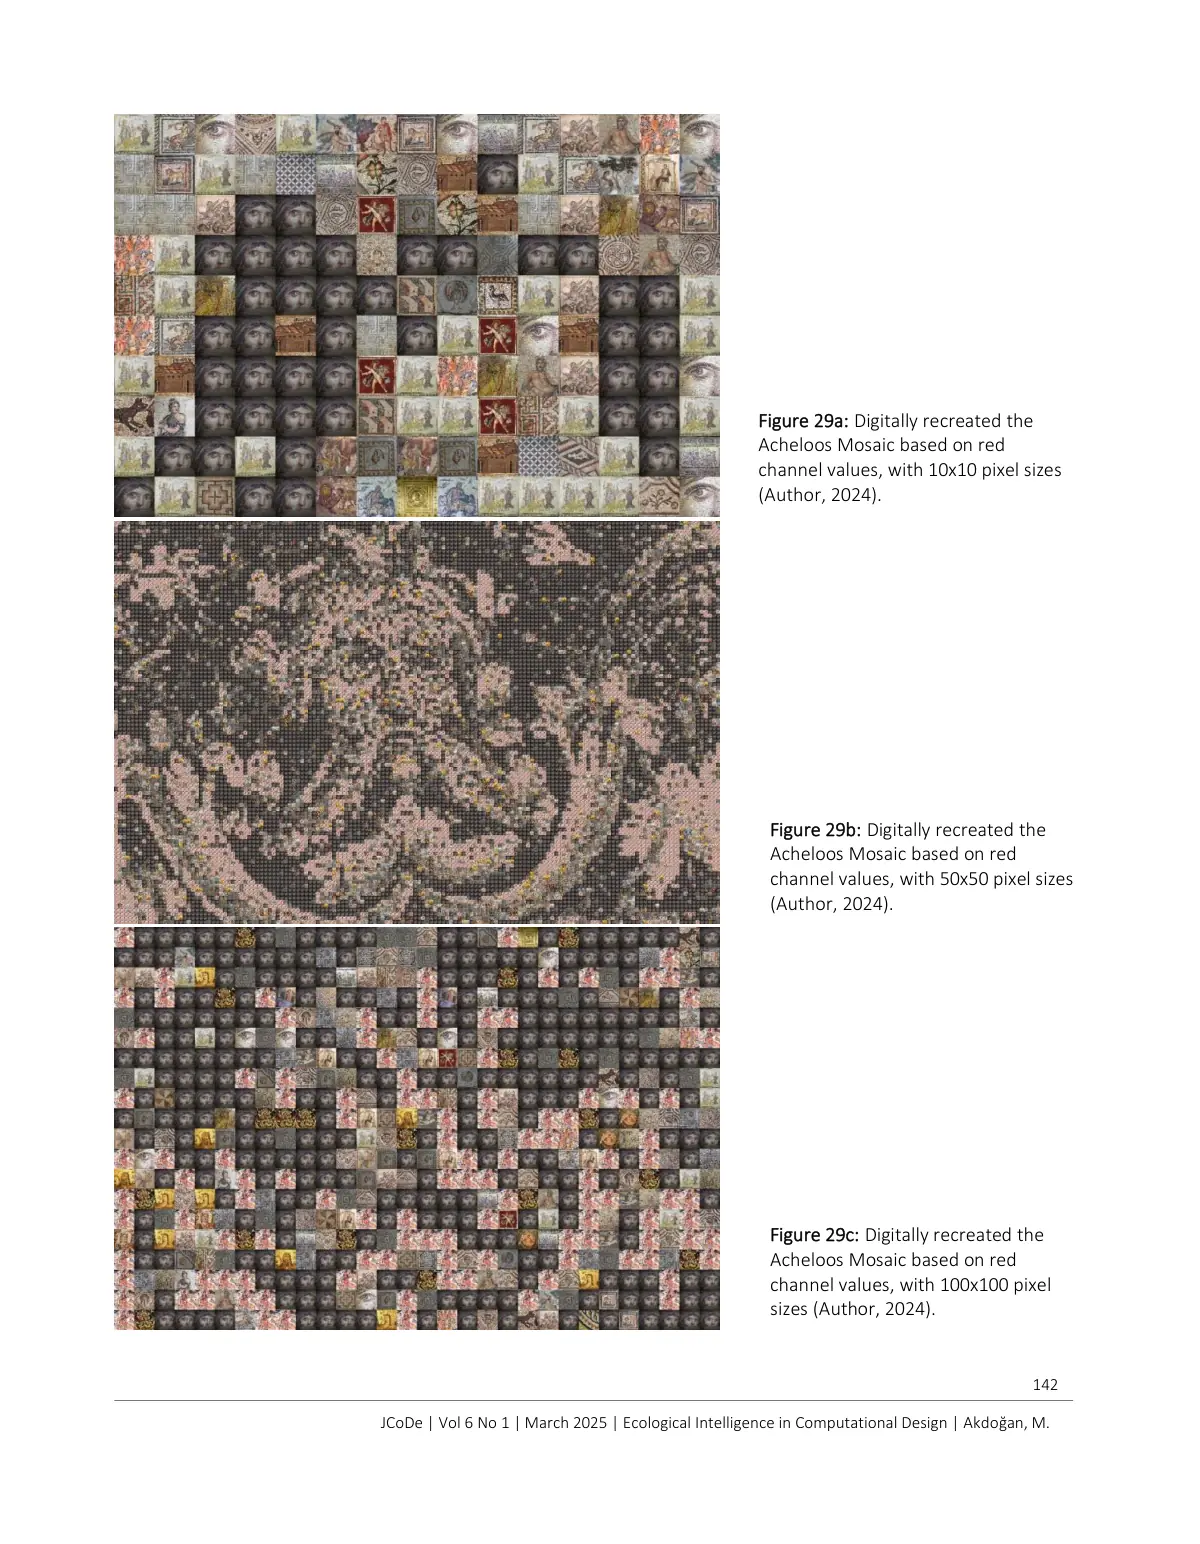 Figure 29a: Digitally recreated the
Acheloos Mosaic based on red
channel values, with 10x10 pixel sizes
(Author, 2024).
Figure 29b: Digitally recreated the
Acheloos Mosaic based on red
channel values, with 50x50 pixel sizes
(Author, 2024).
Figure 29c: Digitally recreated the
Acheloos Mosaic based on red
channel values, with 100x100 pixel
sizes (Author, 2024).
142
JCoDe | Vol 6 No 1 | March 2025 | Ecological Intelligence in Computational Design | Akdoğan, M.